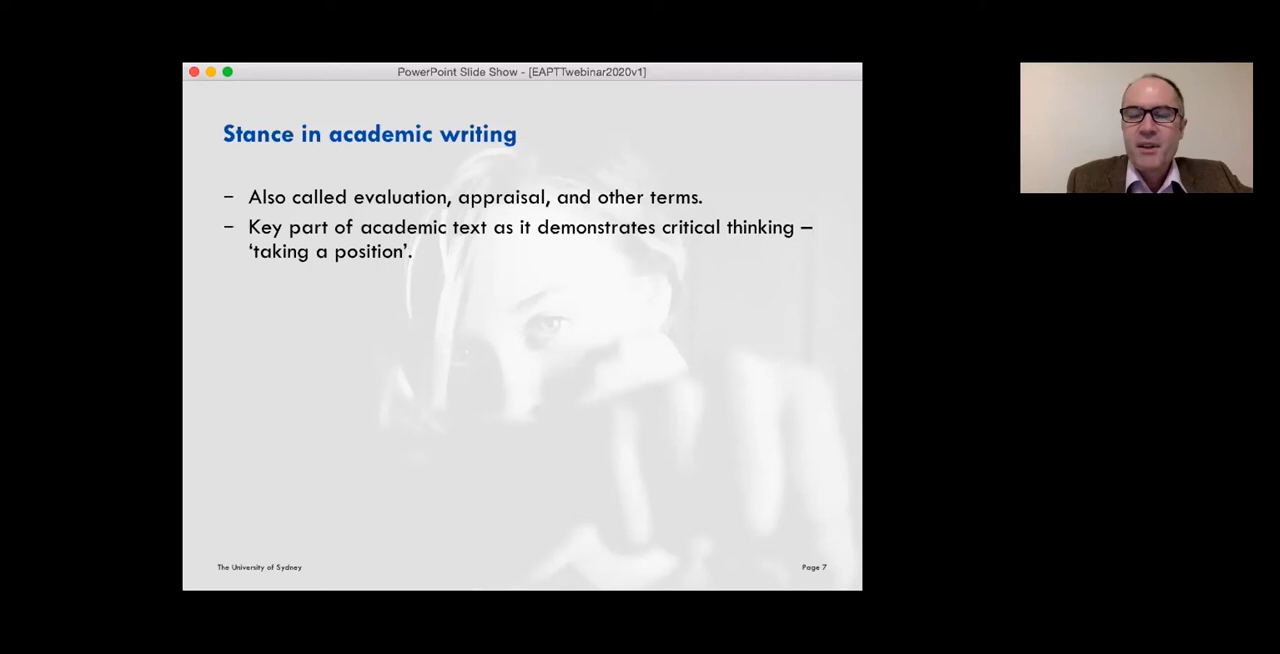 PowerPoint Slide Show - [EAPTTwebinar2020v1]
Stance in academic writing
– Also called evaluation, appraisal, and other terms.
– Key part of academic text as it demonstrates critical thinking –
‘taking a position’.
The University of Sydney
Page 7